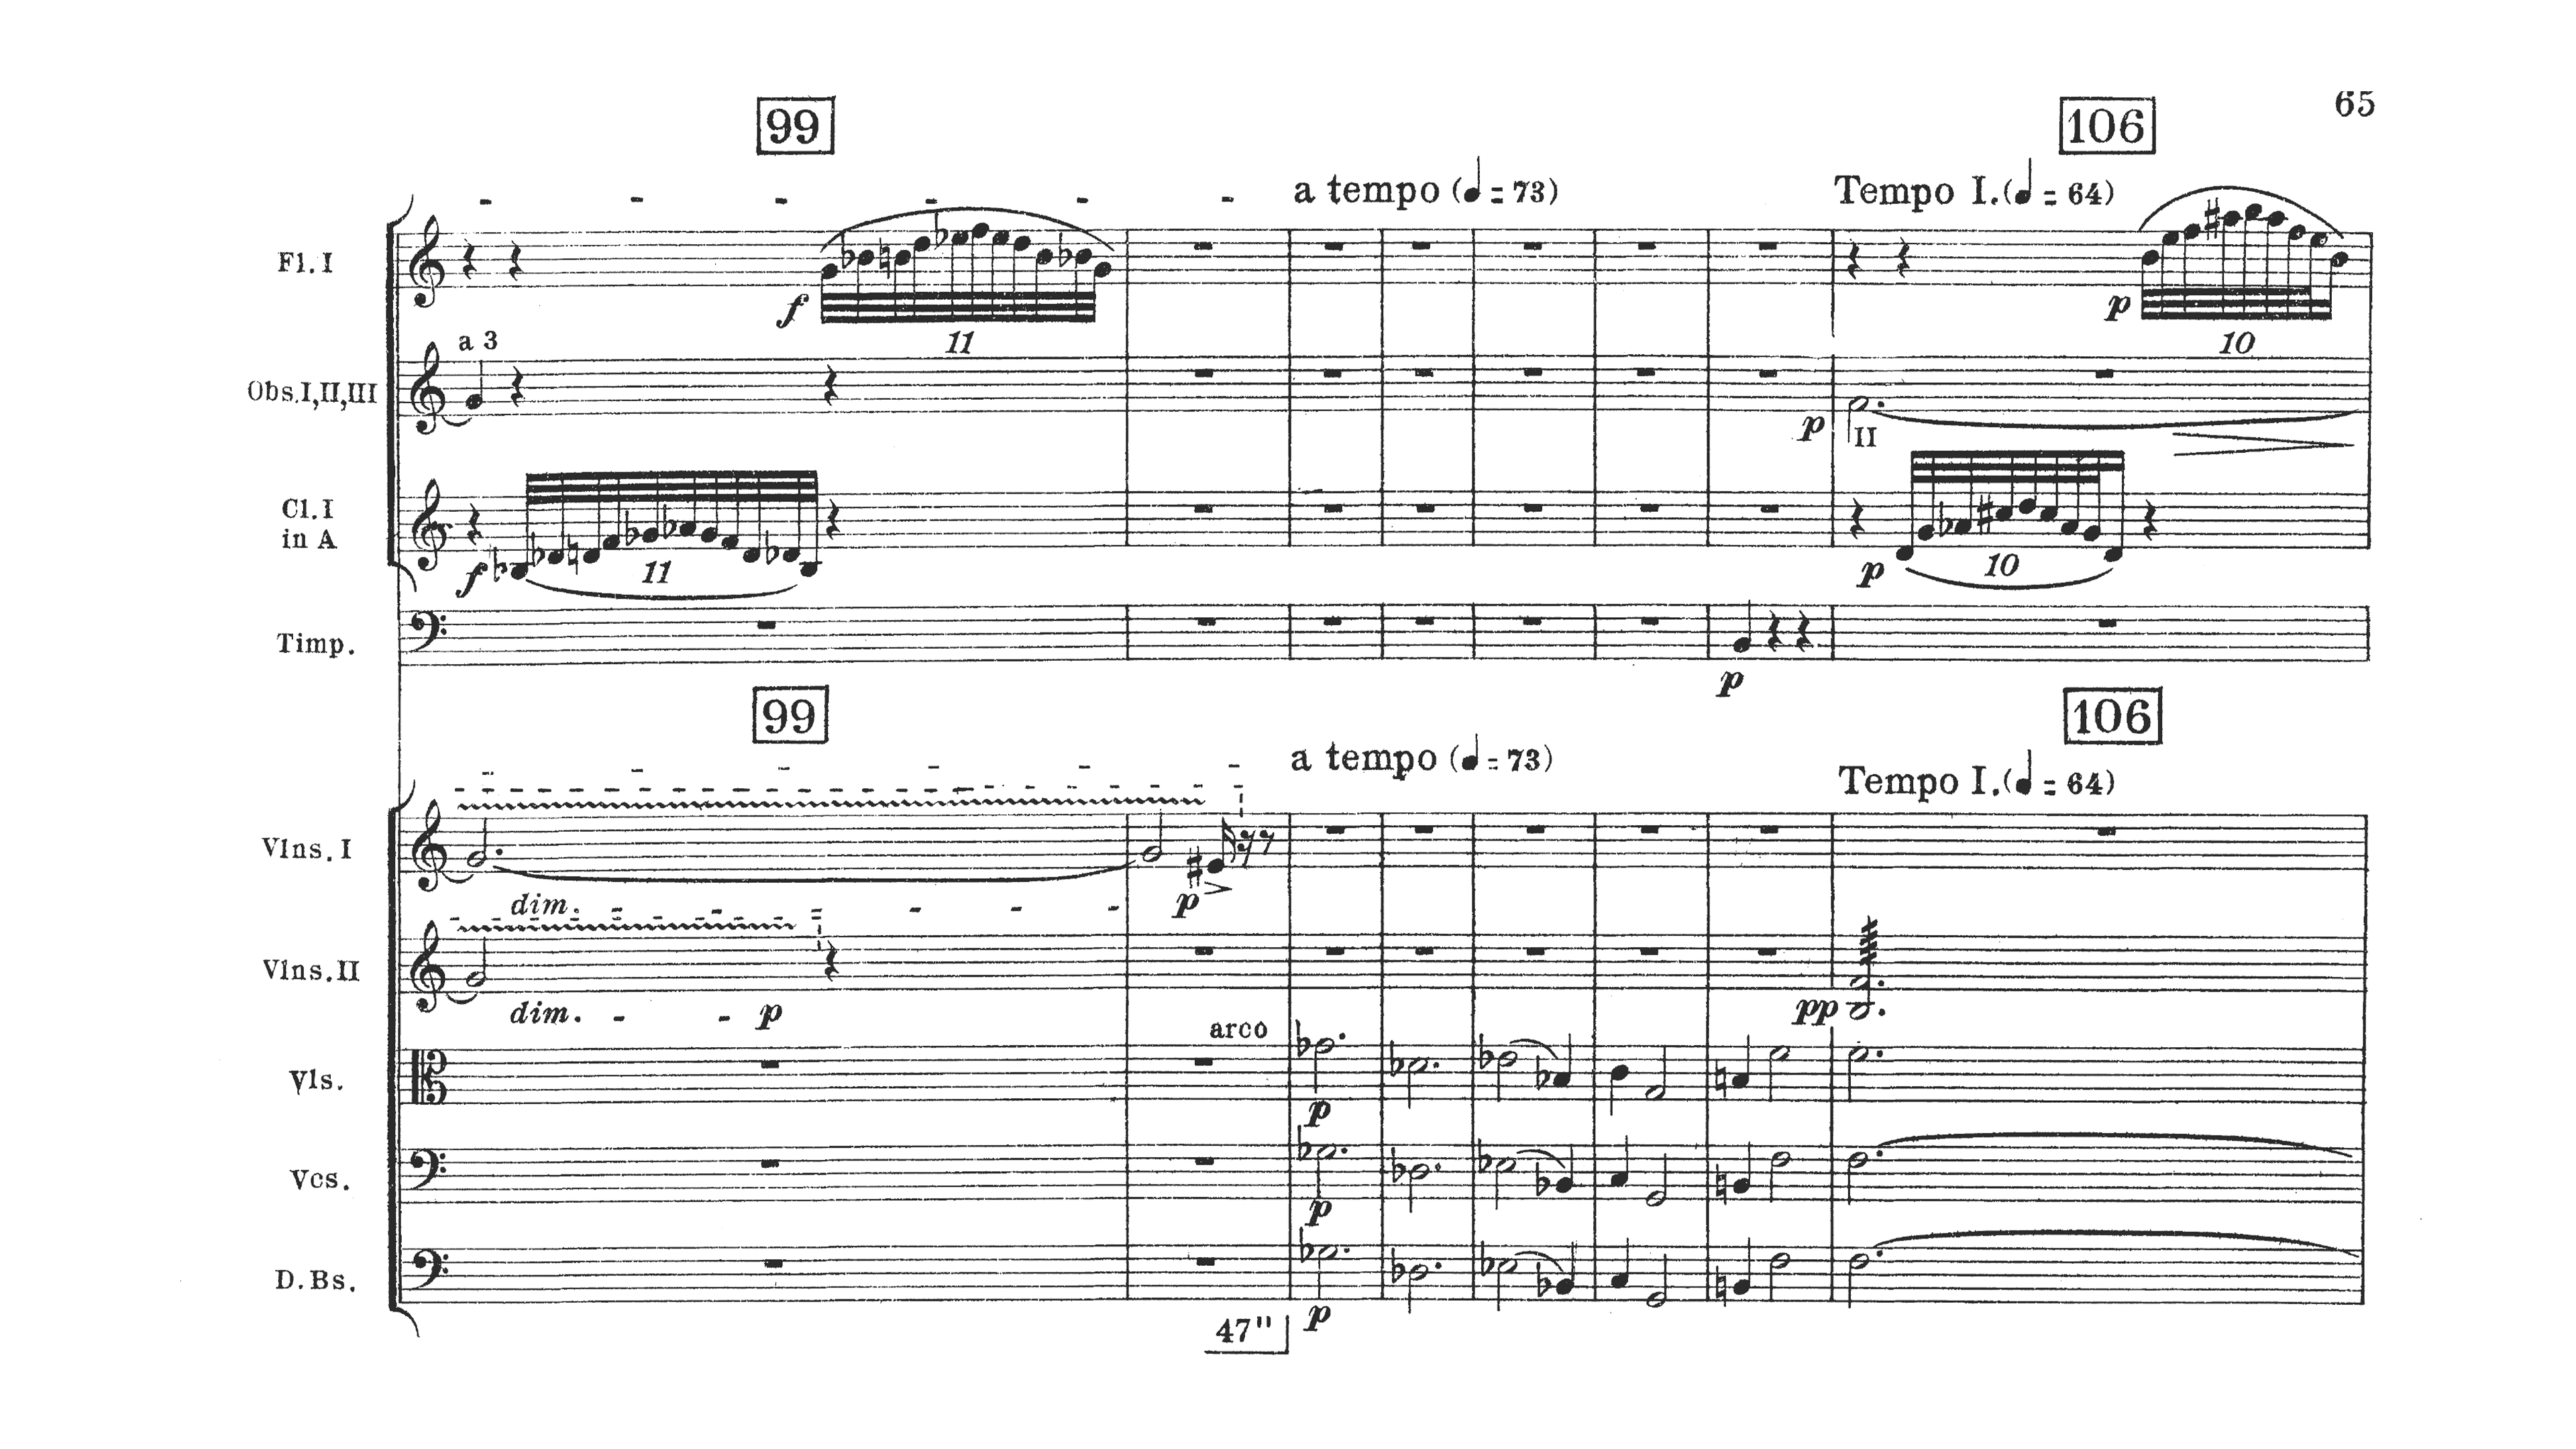 65
99 106
a tempo (♩ = 73) Tempo I. (♩ = 64)
Fl. I
f 11 p 10
a 3
Obs. I, II, III
p II
Cl. I
in A
f 11 p 10
Timp.
p
99 106
a tempo (♩ = 73) Tempo I. (♩ = 64)
Vlns. I
dim. p
Vlns. II
dim. p pp
arco
Vls.
p
Vcs.
p
D. Bs.
p
47"